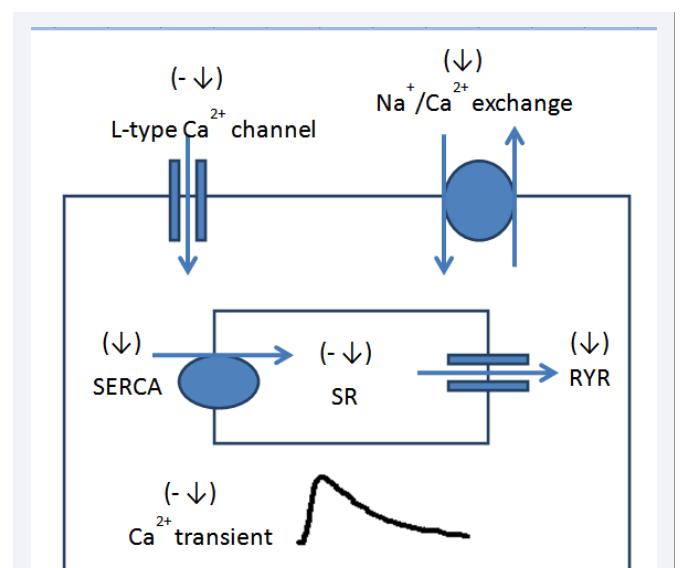 (- ↓)
L-type Ca²⁺ channel
(↓)
Na⁺/Ca²⁺ exchange
(↓)
SERCA
(- ↓)
SR
(↓)
RYR
(- ↓)
Ca²⁺ transient